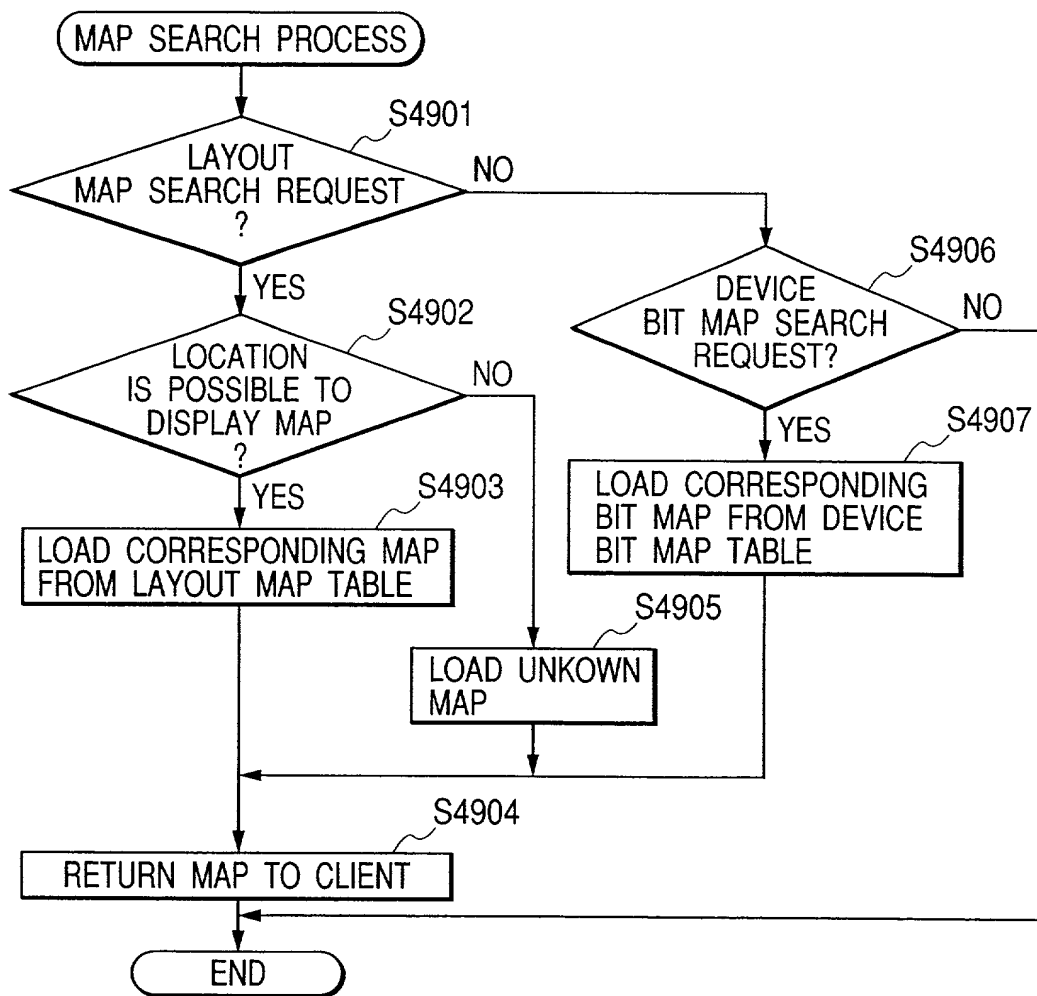 MAP SEARCH PROCESS
S4901
LAYOUT
MAP SEARCH REQUEST
?
NO
YES
S4902
LOCATION
IS POSSIBLE TO
DISPLAY MAP
?
NO
YES
S4903
LOAD CORRESPONDING MAP
FROM LAYOUT MAP TABLE
S4906
DEVICE
BIT MAP SEARCH
REQUEST?
NO
YES
S4907
LOAD CORRESPONDING
BIT MAP FROM DEVICE
BIT MAP TABLE
S4905
LOAD UNKOWN
MAP
S4904
RETURN MAP TO CLIENT
END